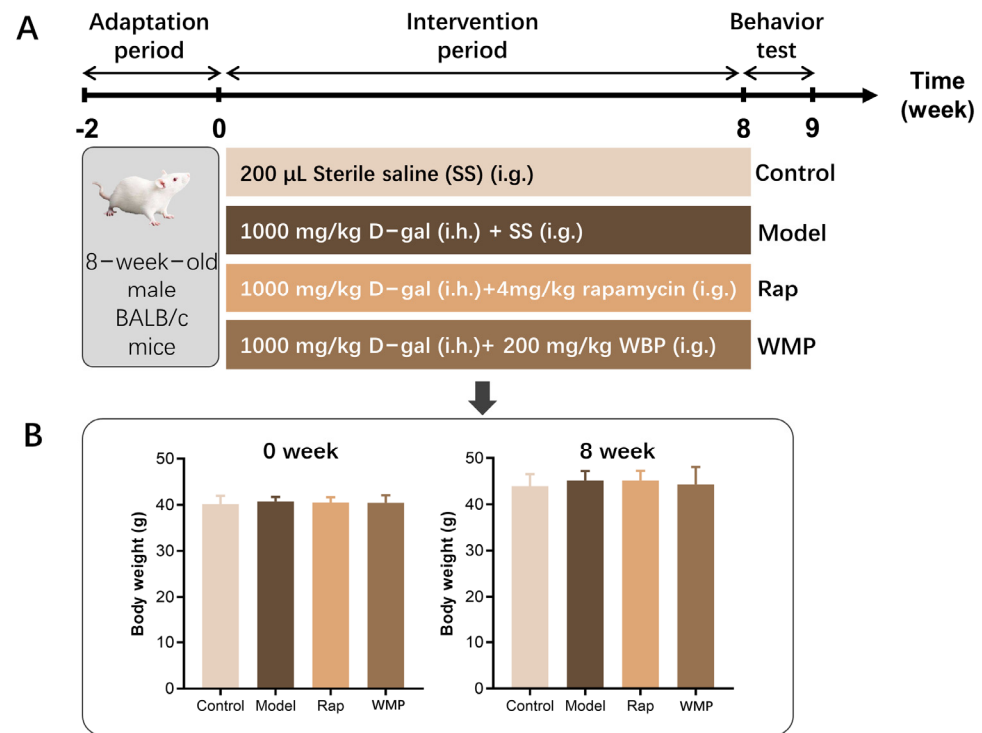 A
Adaptation
period
Intervention
period
Behavior
test
Time
(week)
-2
0
8
9
8-week-old
male
BALB/c
mice
200 μL Sterile saline (SS) (i.g.)
Control
1000 mg/kg D-gal (i.h.) + SS (i.g.)
Model
1000 mg/kg D-gal (i.h.)+4mg/kg rapamycin (i.g.)
Rap
1000 mg/kg D-gal (i.h.)+ 200 mg/kg WBP (i.g.)
WMP
B
0 week
Body weight (g)
50
40
30
20
10
0
Control Model Rap WMP
8 week
Body weight (g)
50
40
30
20
10
0
Control Model Rap WMP